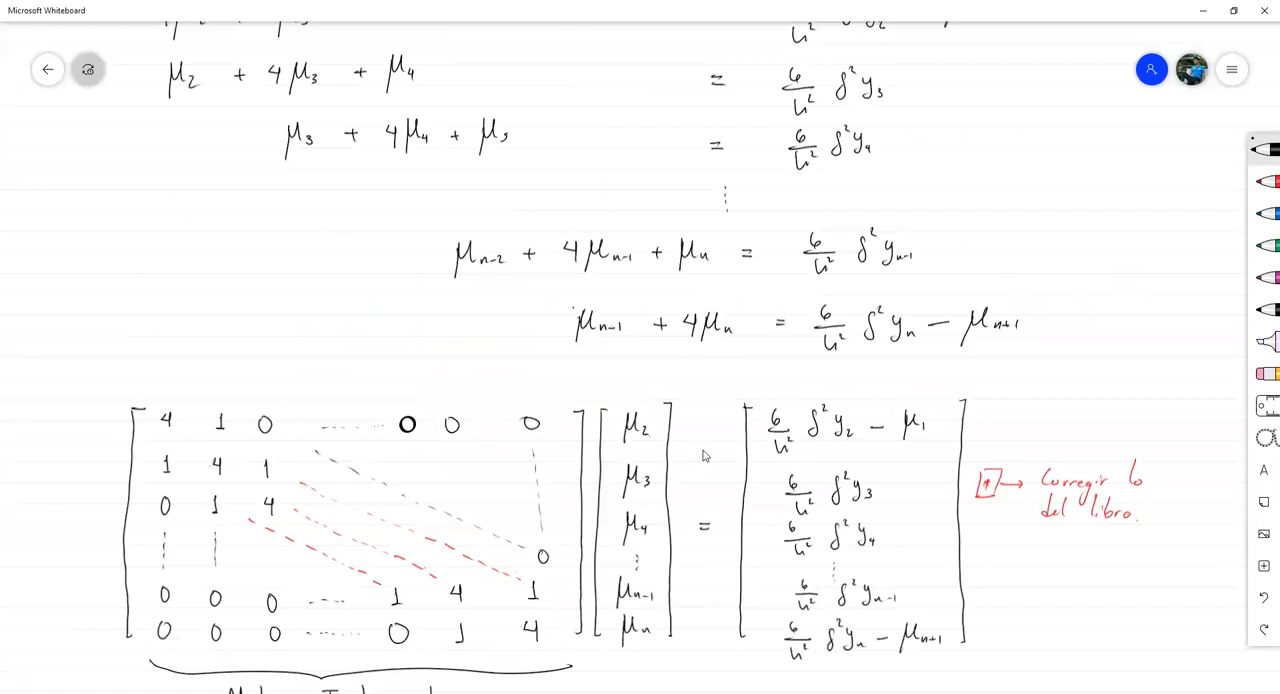 Microsoft Whiteboard
μ₂ + 4μ₃ + μ₄ = 6/h² δ²y₃
μ₃ + 4μ₄ + μ₅ = 6/h² δ²y₄
⋮
μₙ₋₂ + 4μₙ₋₁ + μₙ = 6/h² δ²yₙ₋₁
μₙ₋₁ + 4μₙ = 6/h² δ²yₙ − μₙ₊₁
4 1 0 ...... 0 0 0 μ₂ 6/h² δ²y₂ − μ₁
1 4 1 μ₃ 6/h² δ²y₃
* → Corregir lo
del libro.
0 1 4 μ₄ = 6/h² δ²y₄
⋮ ⋮ 0 ⋮ ⋮
0 0 0 .... 1 4 1 μₙ₋₁ 6/h² δ²yₙ₋₁
0 0 0 ...... 0 1 4 μₙ 6/h² δ²yₙ − μₙ₊₁